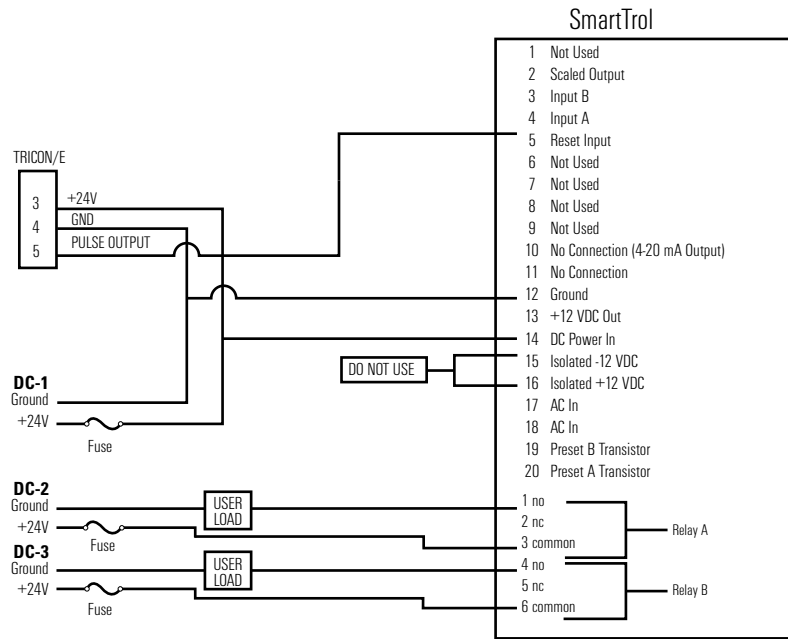 SmartTrol
1 Not Used
2 Scaled Output
3 Input B
4 Input A
5 Reset Input
6 Not Used
7 Not Used
8 Not Used
9 Not Used
10 No Connection (4-20 mA Output)
11 No Connection
12 Ground
13 +12 VDC Out
14 DC Power In
15 Isolated -12 VDC
16 Isolated +12 VDC
17 AC In
18 AC In
19 Preset B Transistor
20 Preset A Transistor
1 no
2 nc
3 common
Relay A
4 no
5 nc
6 common
Relay B
TRICON/E
3 +24V
4 GND
5 PULSE OUTPUT
DO NOT USE
DC-1
Ground
+24V
Fuse
DC-2
Ground
+24V
Fuse
USER
LOAD
DC-3
Ground
+24V
Fuse
USER
LOAD